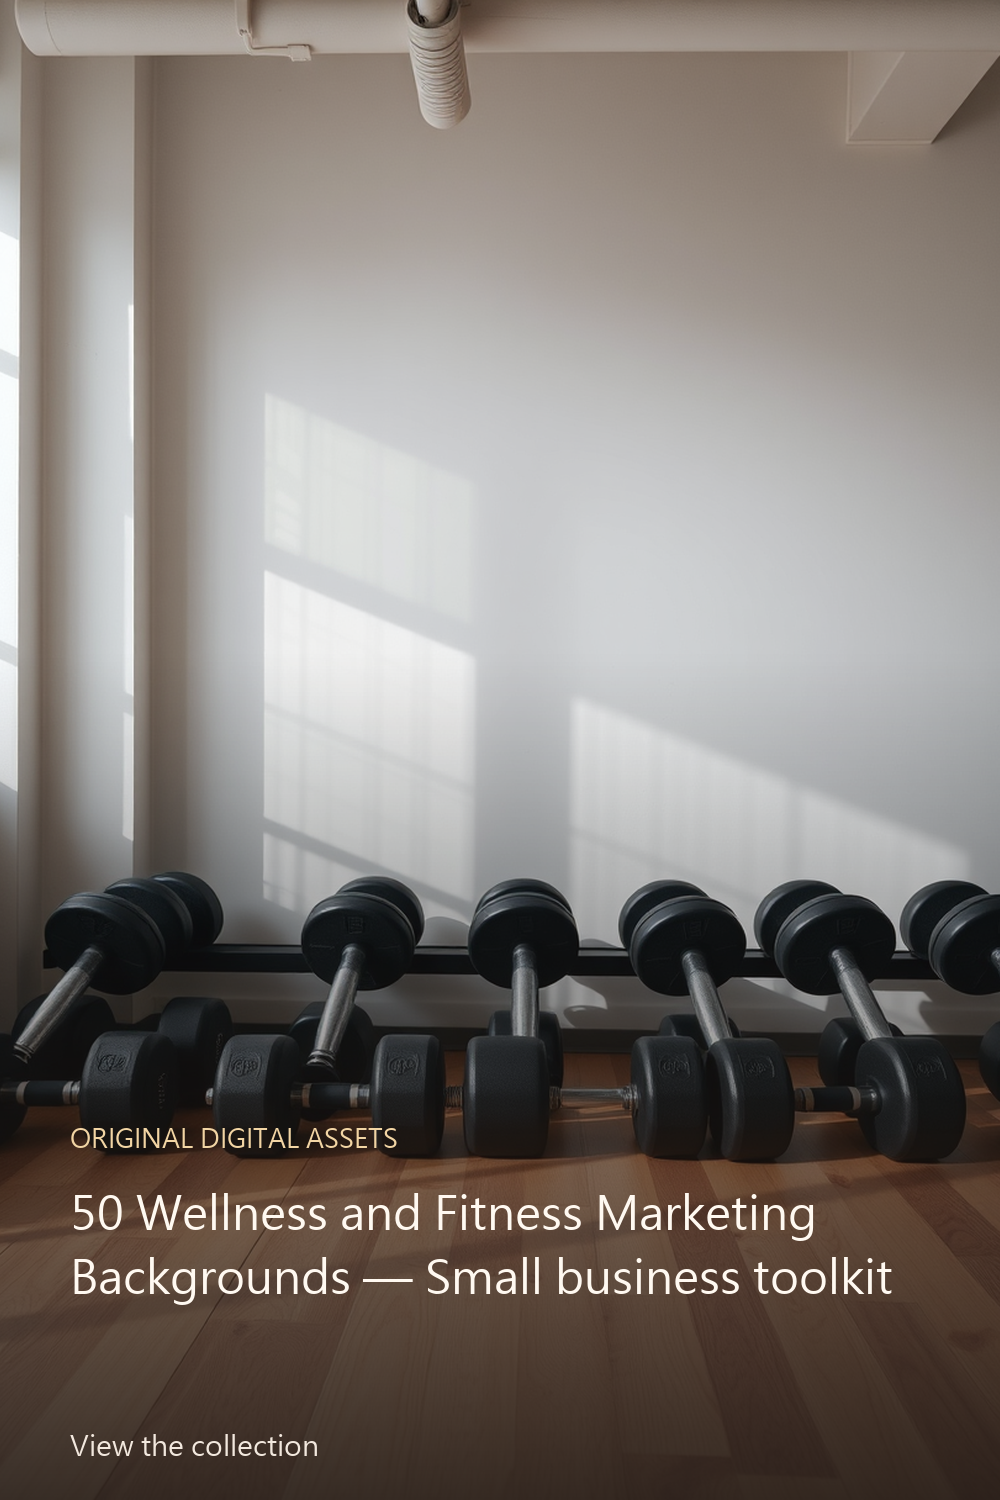 ORIGINAL DIGITAL ASSETS
50 Wellness and Fitness Marketing
Backgrounds — Small business toolkit
View the collection